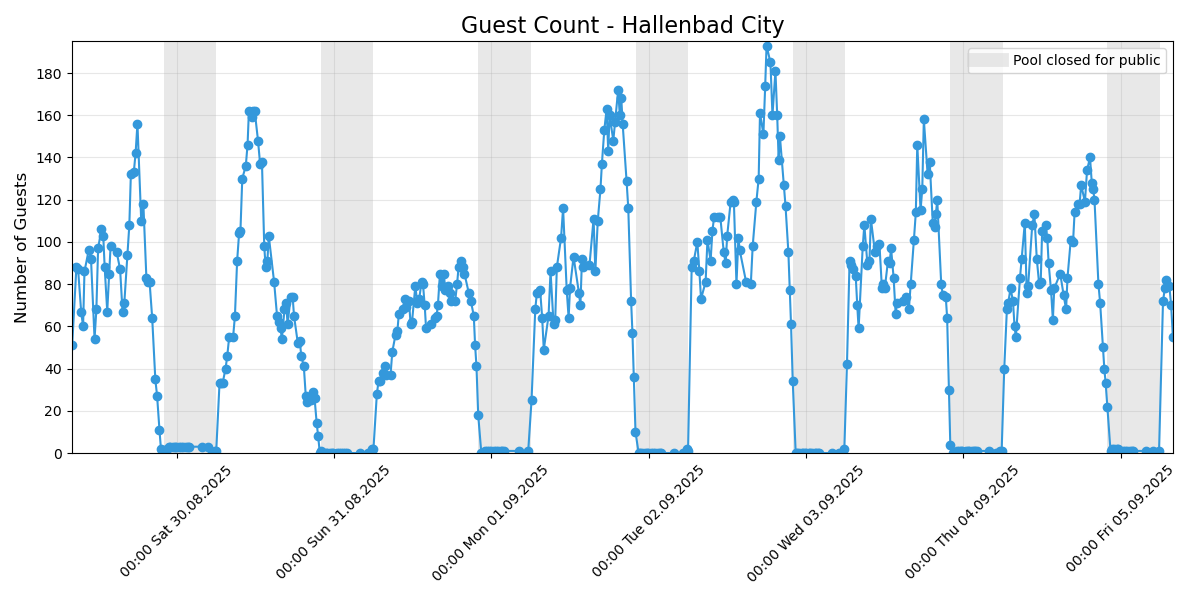 Guest Count - Hallenbad City
Pool closed for public
Number of Guests
180
160
140
120
100
80
60
40
20
0
00:00 Sat 30.08.2025
00:00 Sun 31.08.2025
00:00 Mon 01.09.2025
00:00 Tue 02.09.2025
00:00 Wed 03.09.2025
00:00 Thu 04.09.2025
00:00 Fri 05.09.2025